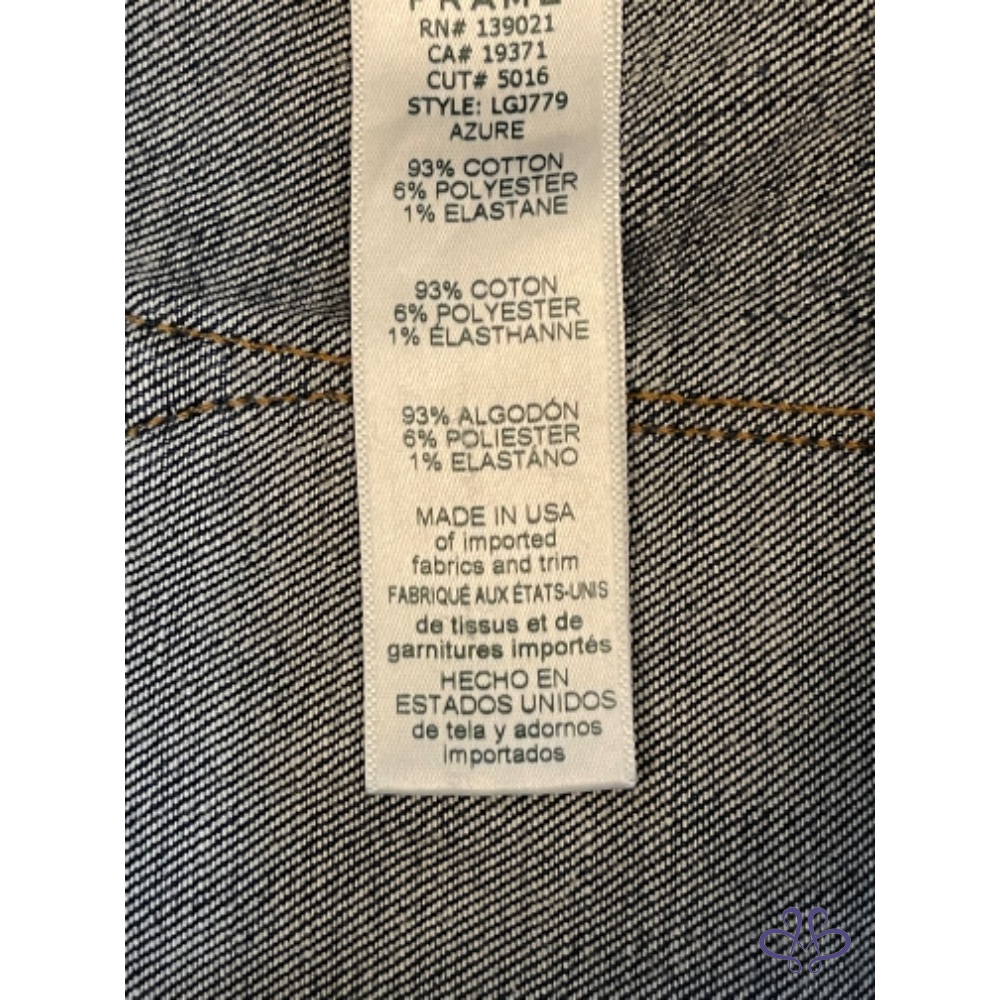 FRAME
RN# 139021
CA# 19371
CUT# 5016
STYLE: LGJ779
AZURE
93% COTTON
6% POLYESTER
1% ELASTANE
93% COTON
6% POLYESTER
1% ÉLASTHANNE
93% ALGODÓN
6% POLIESTER
1% ELASTÁNO
MADE IN USA
of imported
fabrics and trim
FABRIQUÉ AUX ÉTATS-UNIS
de tissus et de
garnitures importés
HECHO EN
ESTADOS UNIDOS
de tela y adornos
importados